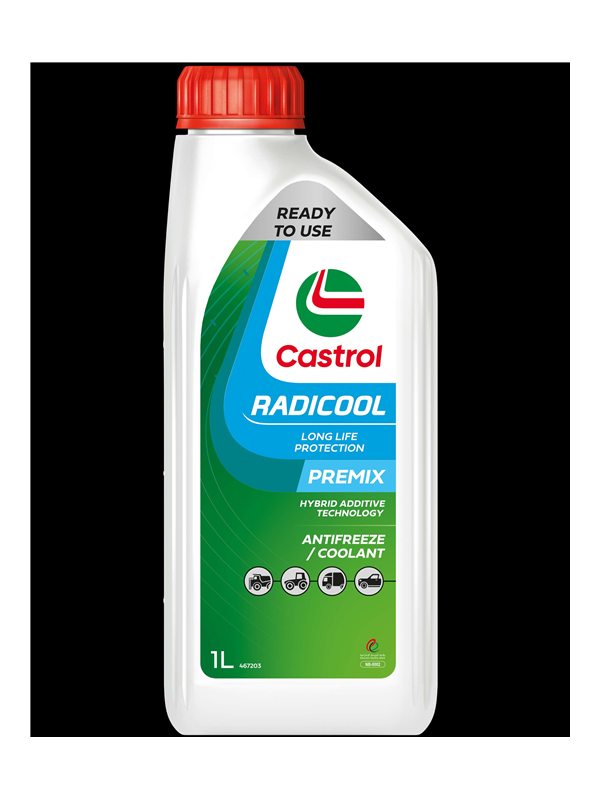 READY
TO USE
Castrol
RADICOOL
LONG LIFE
PROTECTION
PREMIX
HYBRID ADDITIVE
TECHNOLOGY
ANTIFREEZE
/ COOLANT
1L 467203